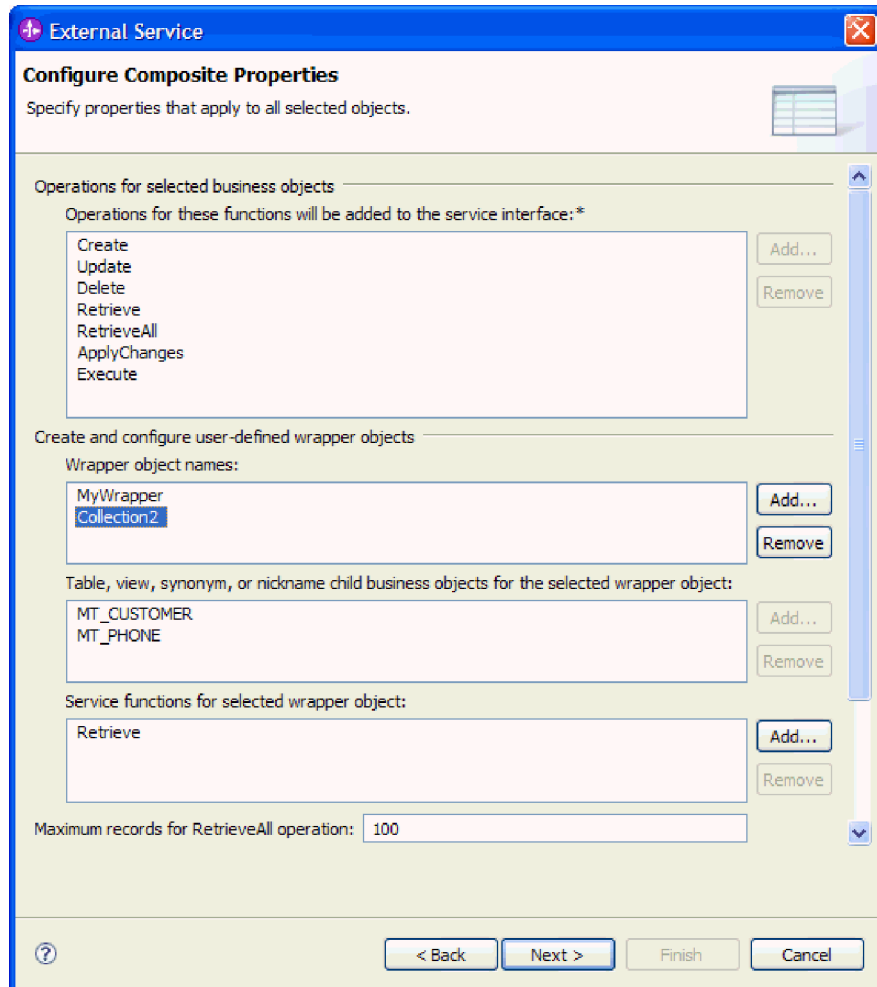 External Service
Configure Composite Properties
Specify properties that apply to all selected objects.
Operations for selected business objects
Operations for these functions will be added to the service interface:*
Create
Update
Delete
Retrieve
RetrieveAll
ApplyChanges
Execute
Add...
Remove
Create and configure user-defined wrapper objects
Wrapper object names:
MyWrapper
Collection2
Add...
Remove
Table, view, synonym, or nickname child business objects for the selected wrapper object:
MT_CUSTOMER
MT_PHONE
Add...
Remove
Service functions for selected wrapper object:
Retrieve
Add...
Remove
Maximum records for RetrieveAll operation: 100
? < Back Next > Finish Cancel